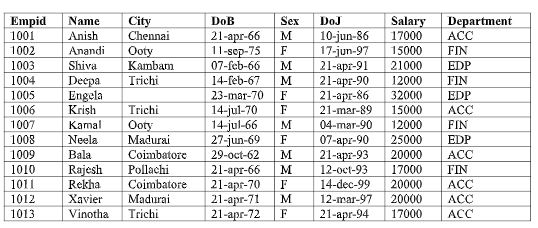 Empid Name City DoB Sex DoJ Salary Department
1001 Anish Chennai 21-apr-66 M 10-jun-86 17000 ACC
1002 Anandi Ooty 11-sep-75 F 17-jun-97 15000 FIN
1003 Shiva Kambam 07-feb-66 M 21-apr-91 21000 EDP
1004 Deepa Trichi 14-feb-67 M 21-apr-90 12000 FIN
1005 Engela 23-mar-70 F 21-apr-86 32000 EDP
1006 Krish Trichi 14-jul-70 F 21-mar-89 15000 ACC
1007 Kamal Ooty 14-jul-66 M 04-mar-90 12000 FIN
1008 Neela Madurai 27-jun-69 F 07-apr-90 25000 EDP
1009 Bala Coimbatore 29-oct-62 M 21-apr-93 20000 ACC
1010 Rajesh Pollachi 21-apr-66 M 12-oct-93 17000 FIN
1011 Rekha Coimbatore 21-apr-70 F 14-dec-99 20000 ACC
1012 Xavier Madurai 21-apr-71 M 12-mar-97 20000 ACC
1013 Vinotha Trichi 21-apr-72 F 21-apr-94 17000 ACC